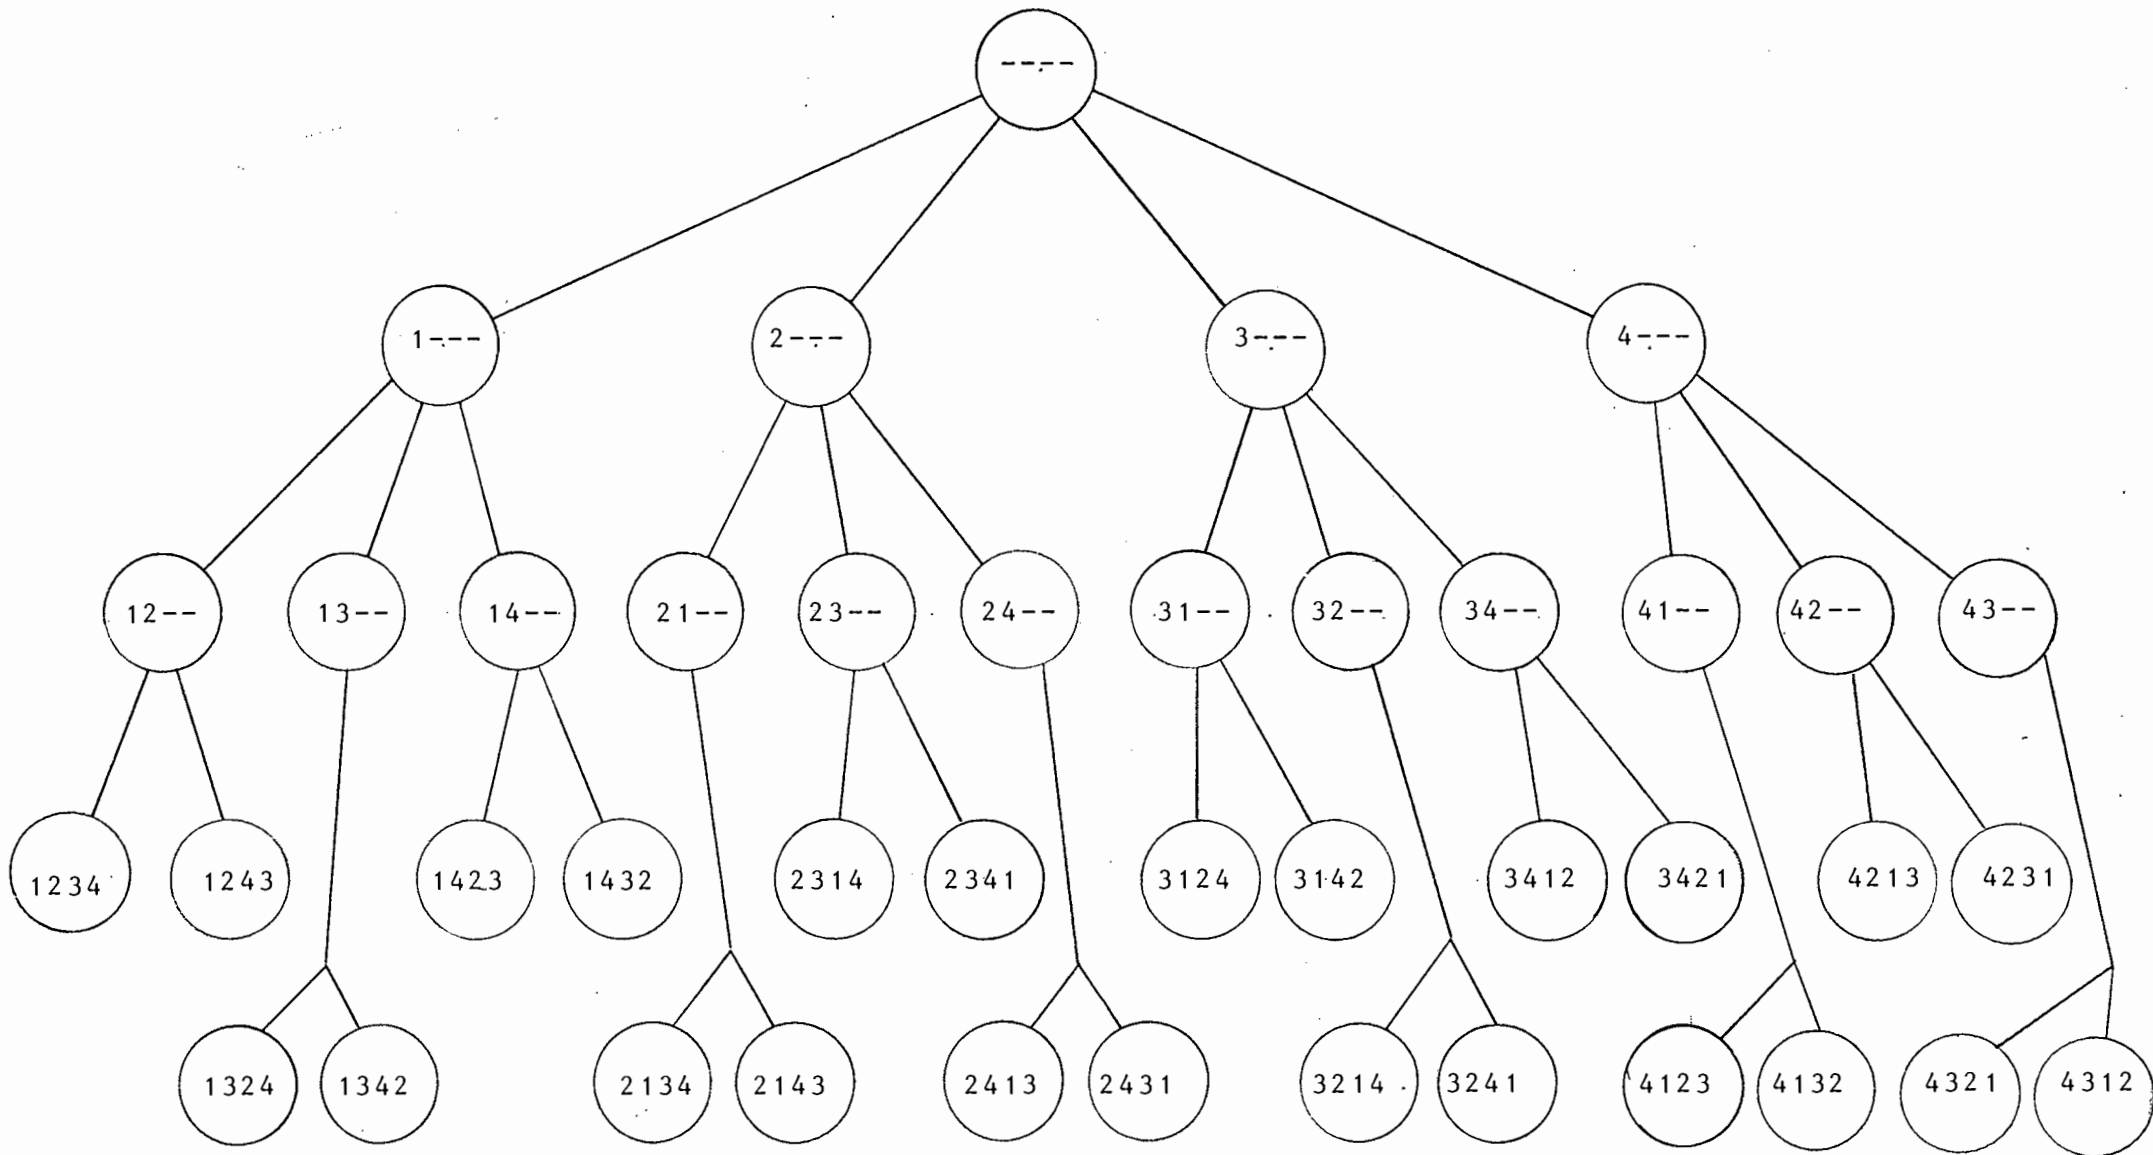 ----
1--- 2--- 3--- 4---
12-- 13-- 14-- 21-- 23-- 24-- 31-- 32-- 34-- 41-- 42-- 43--
1234 1243 1423 1432 2314 2341 3124 3142 3412 3421 4213 4231
1324 1342 2134 2143 2413 2431 3214 3241 4123 4132 4321 4312